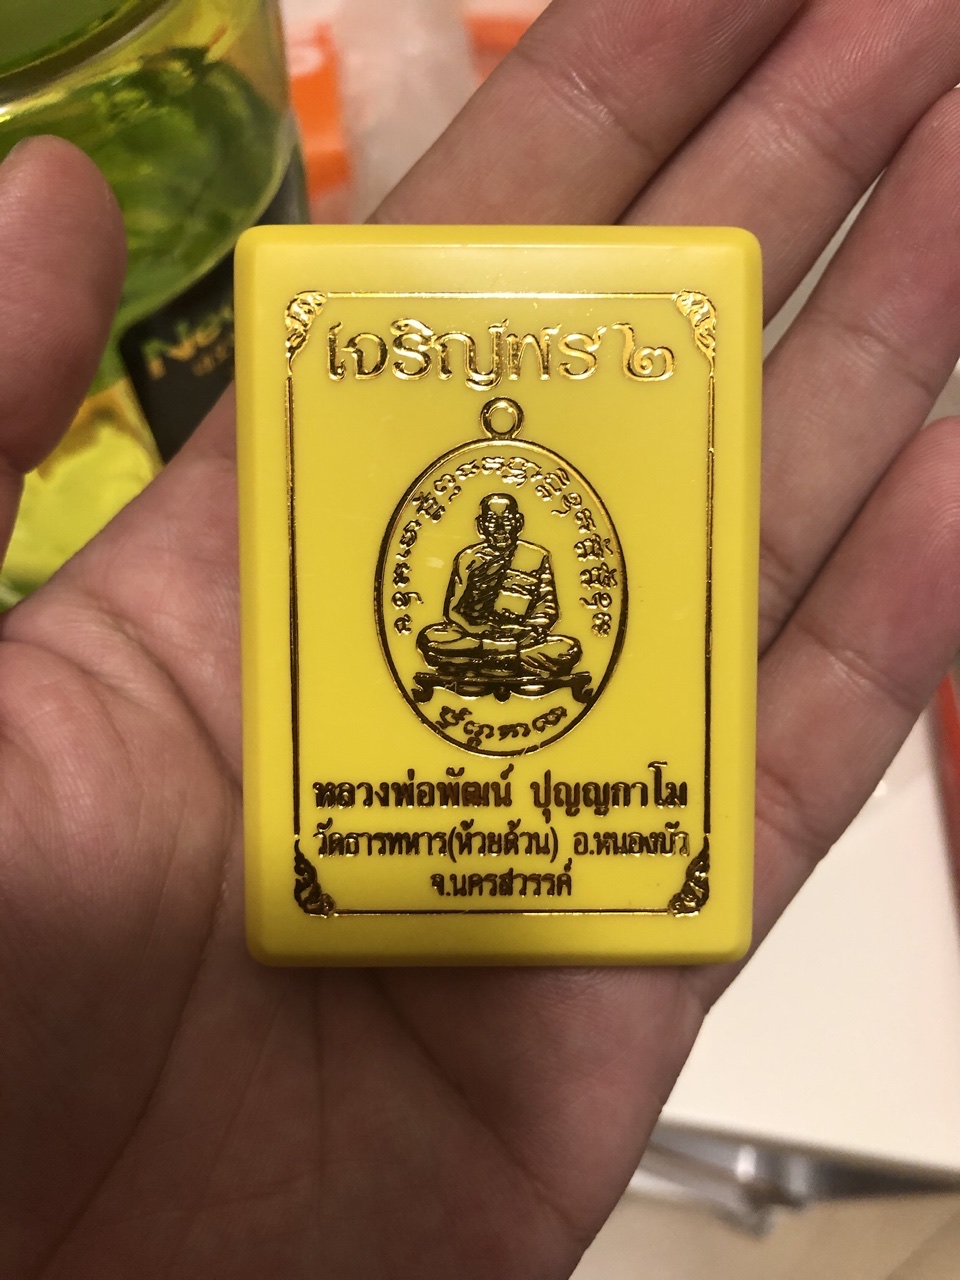 เจริญพร ๒
หลวงพ่อพัฒน์ ปุญญกาโม
วัดธารทหาร(ห้วยด้วน) อ.หนองบัว
จ.นครสวรรค์